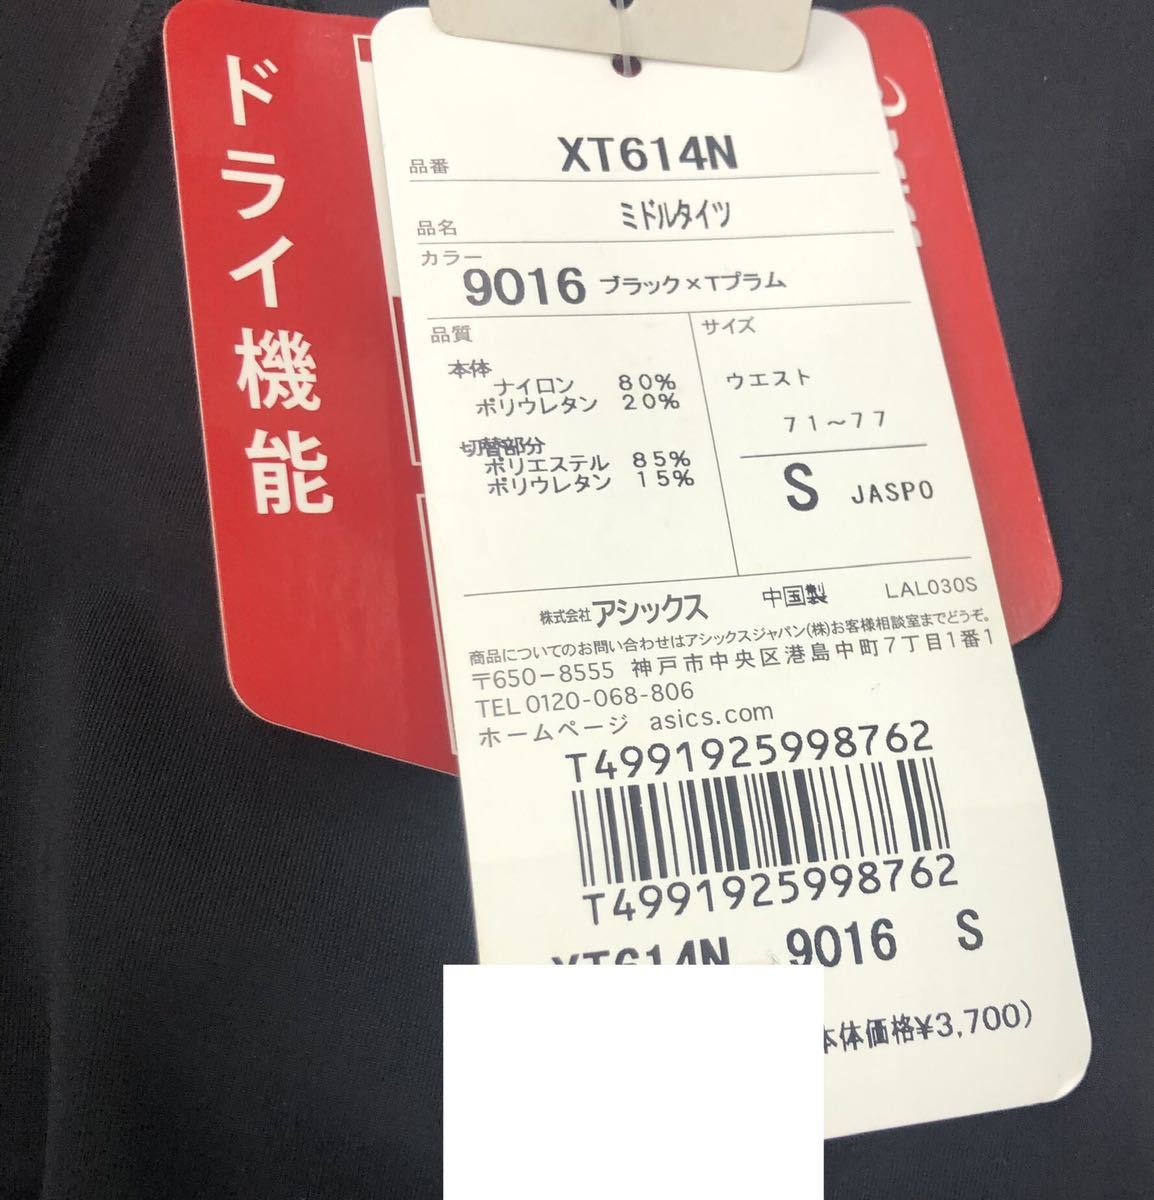 ドライ機能
品番 XT614N
品名 ミドルタイツ
カラー
9016 ブラック×Tプラム
品質
本体
ナイロン 80%
ポリウレタン 20%
切替部分
ポリエステル 85%
ポリウレタン 15%
サイズ
ウエスト
71~77
S JASPO
株式会社アシックス 中国製 LAL030S
商品についてのお問い合わせはアシックスジャパン(株)お客様相談室までどうぞ。
〒650-8555 神戸市中央区港島中町7丁目1番1
TEL 0120-068-806
ホームページ asics.com
T4991925998762
T4991925998762
XT614N 9016 S
本体価格¥3,700)